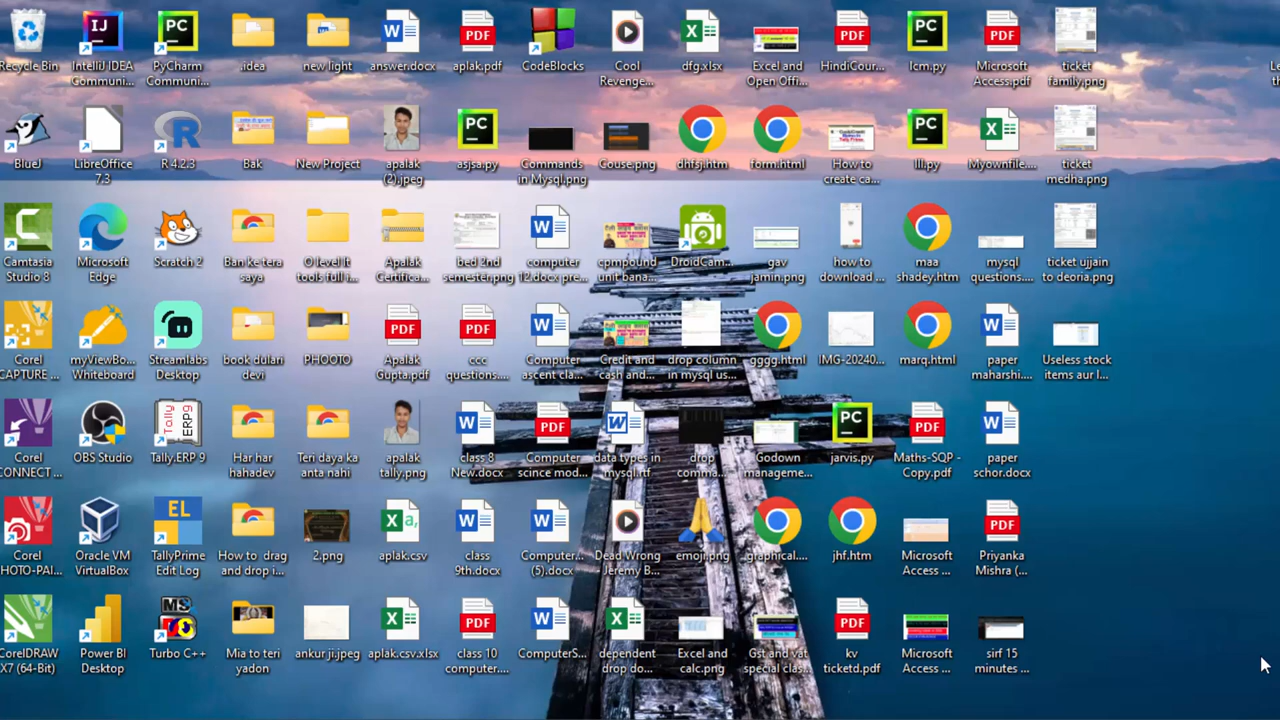 Recycle Bin
IntelliJ IDEA
Communi...
PyCharm
Communi...
.idea
new light
answer.docx
aplak.pdf
CodeBlocks
Cool
Revenge...
dfg.xlsx
Excel and
Open Offi...
HindiCour...
lcm.py
Microsoft
Access.pdf
ticket
family.png
BlueJ
LibreOffice
7.3
R 4.2.3
Bak
New Project
apalak
(2).jpeg
asjsa.py
Commands
in Mysql.png
Couse.png
dhfsj.htm
form.html
How to
create ca...
lll.py
Myownfile....
ticket
medha.png
Camtasia
Studio 8
Microsoft
Edge
Scratch 2
Ban ke tera
saya
O level It
tools full i...
Apalak
Certifica...
bed 2nd
semester.png
computer
12.docx pre...
cpmpound
unit bana...
DroidCam...
gav
jamin.png
how to
download ...
maa
shadey.htm
mysql
questions....
ticket ujjain
to deoria.png
Corel
CAPTURE ...
myViewBo...
Whiteboard
Streamlabs
Desktop
book dulari
devi
PHOOTO
Apalak
Gupta.pdf
ccc
questions....
Computer
ascent cla...
Credit and
cash and...
drop column
in mysql us...
gggg.html
IMG-20240...
marq.html
paper
maharshi....
Useless stock
items aur l...
Corel
CONNECT ...
OBS Studio
Tally.ERP 9
Har har
hahadev
Teri daya ka
anta nahi
apalak
tally.png
class 8
New.docx
Computer
scince mod...
data types in
mysql.rtf
drop
comma...
Godown
manageme...
jarvis.py
Maths-SQP -
Copy.pdf
paper
schor.docx
Corel
PHOTO-PAI...
Oracle VM
VirtualBox
TallyPrime
Edit Log
How to drag
and drop i...
2.png
aplak.csv
class
9th.docx
Computer...
(5).docx
Dead Wrong
- Jeremy B...
emoji.png
graphical....
jhf.htm
Microsoft
Access ...
Priyanka
Mishra (...
CorelDRAW
X7 (64-Bit)
Power BI
Desktop
Turbo C++
Mia to teri
yadon
ankur ji.jpeg
aplak.csv.xlsx
class 10
computer....
ComputerS...
dependent
drop do...
Excel and
calc.png
Gst and vat
special clas...
kv
ticketd.pdf
Microsoft
Access ...
sirf 15
minutes ...